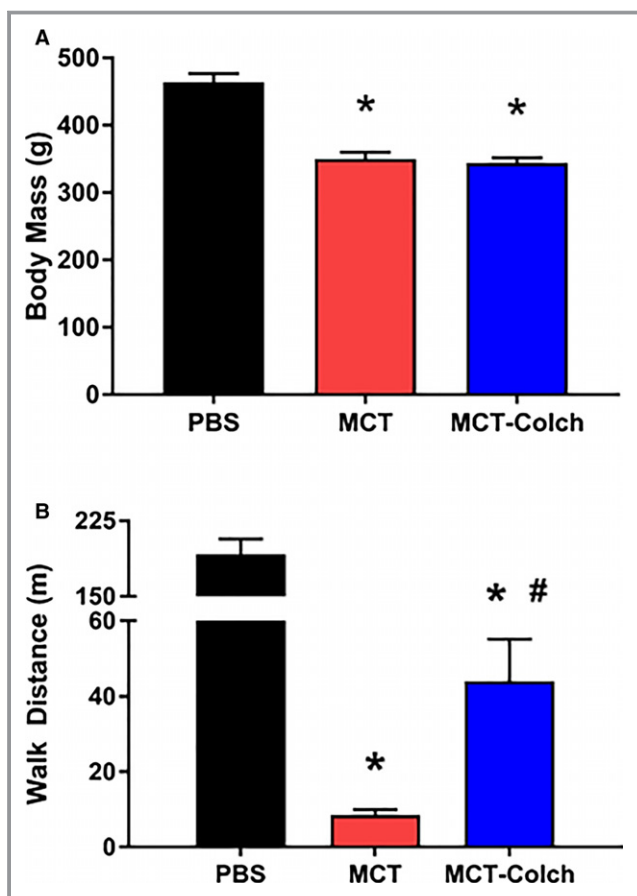 A
500
400
300
200
100
0
Body Mass (g)
* *
PBS MCT MCT-Colch
B
225
150
60
40
20
0
Walk Distance (m)
* #
*
PBS MCT MCT-Colch